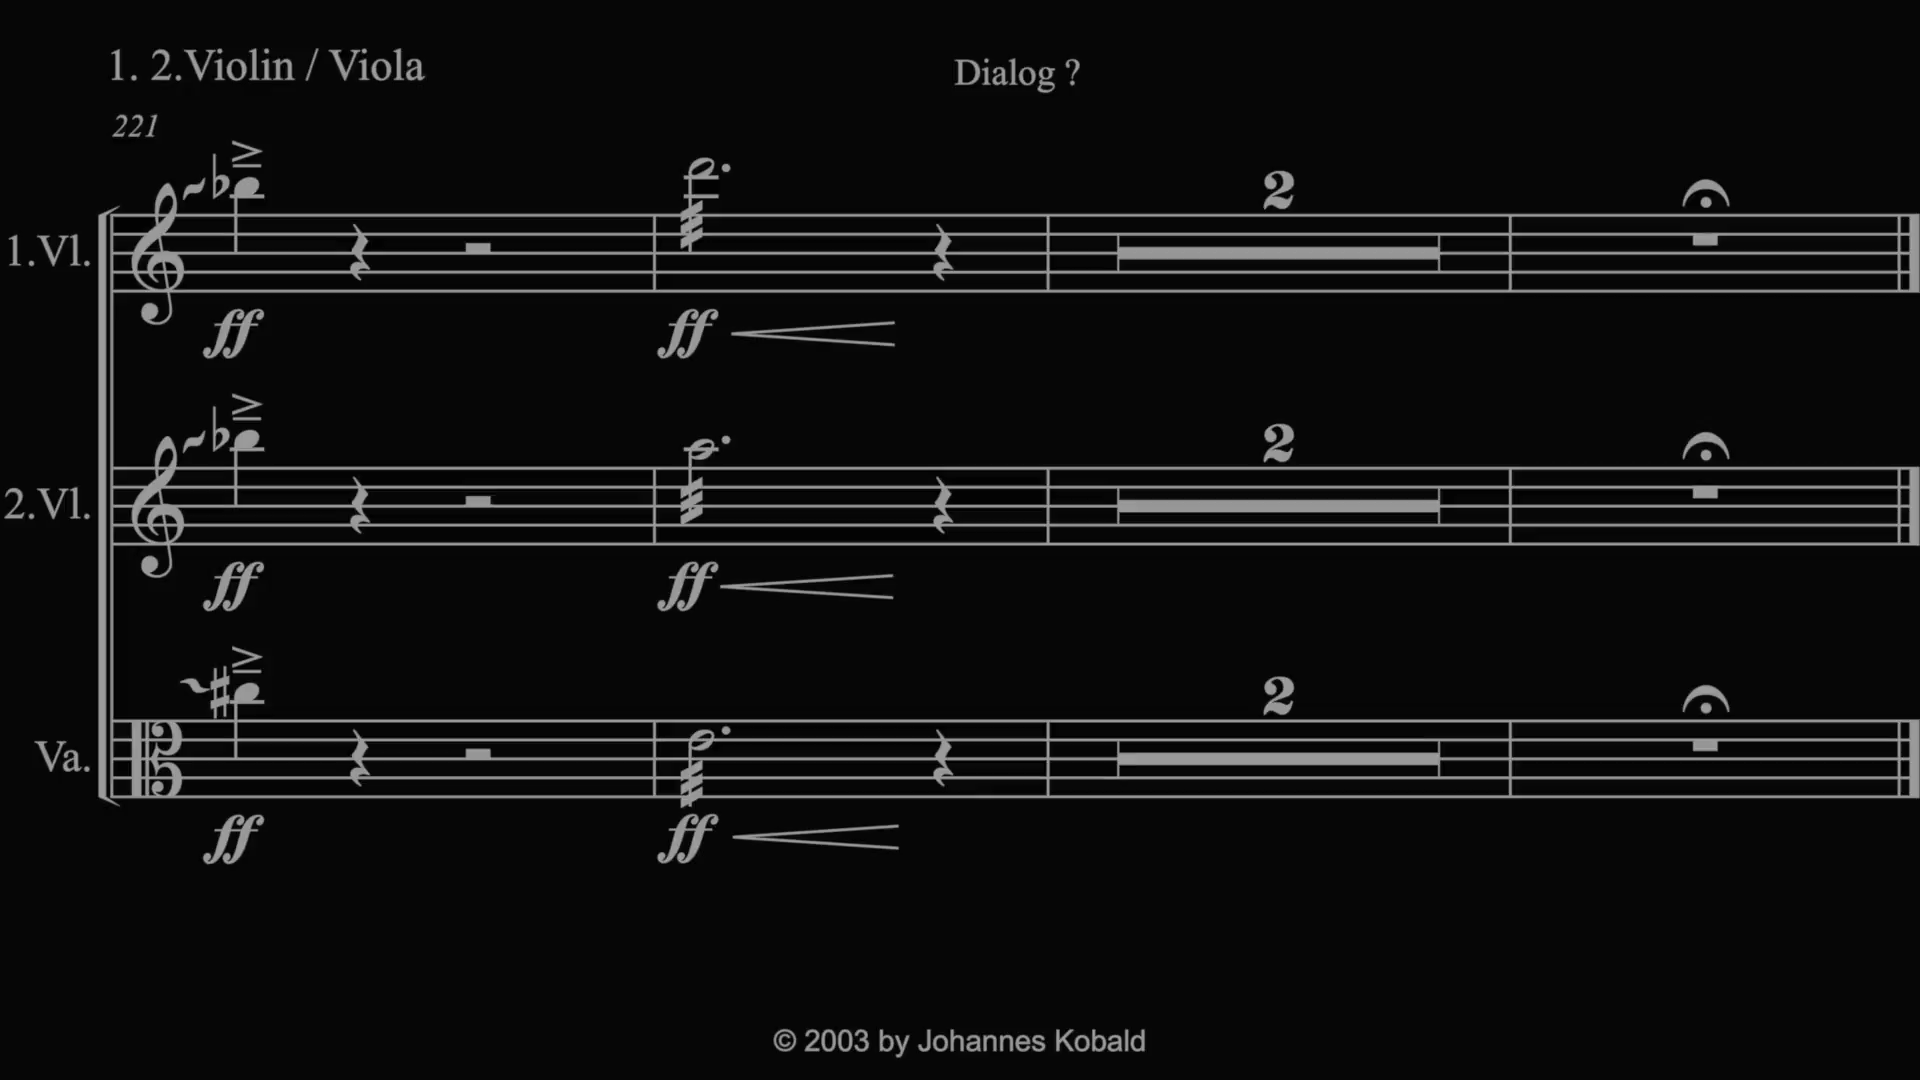 1. 2.Violin / Viola
Dialog ?
221
2
1.Vl.
ff ff
2
2.Vl.
ff ff
2
Va.
ff ff
© 2003 by Johannes Kobald